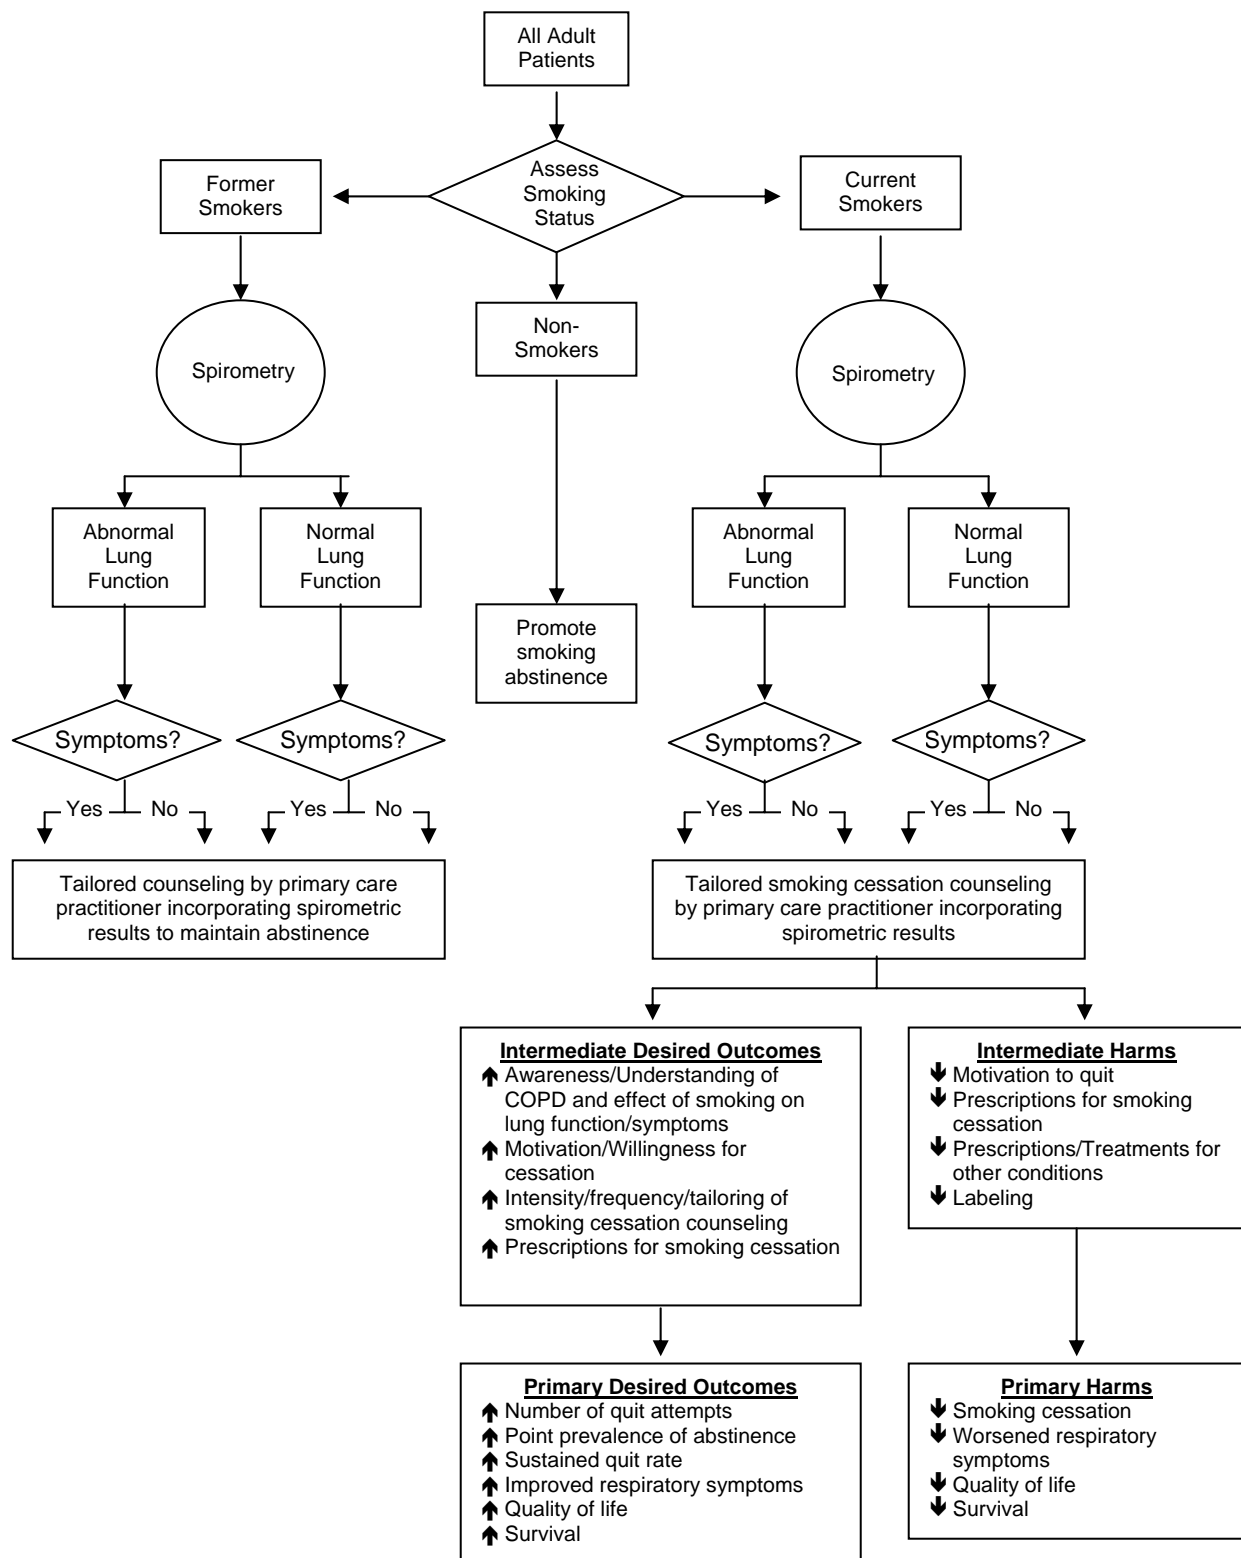 All Adult
Patients
Assess
Smoking
Status
Former
Smokers
Current
Smokers
Non-
Smokers
Spirometry
Spirometry
Abnormal
Lung
Function
Normal
Lung
Function
Abnormal
Lung
Function
Normal
Lung
Function
Promote
smoking
abstinence
Symptoms?
Symptoms?
Symptoms?
Symptoms?
Yes No
Yes No
Yes No
Yes No
Tailored counseling by primary care
practitioner incorporating spirometric
results to maintain abstinence
Tailored smoking cessation counseling
by primary care practitioner incorporating
spirometric results
Intermediate Desired Outcomes
Awareness/Understanding of
COPD and effect of smoking on
lung function/symptoms
Motivation/Willingness for
cessation
Intensity/frequency/tailoring of
smoking cessation counseling
Prescriptions for smoking cessation
Intermediate Harms
Motivation to quit
Prescriptions for smoking
cessation
Prescriptions/Treatments for
other conditions
Labeling
Primary Desired Outcomes
Number of quit attempts
Point prevalence of abstinence
Sustained quit rate
Improved respiratory symptoms
Quality of life
Survival
Primary Harms
Smoking cessation
Worsened respiratory
symptoms
Quality of life
Survival